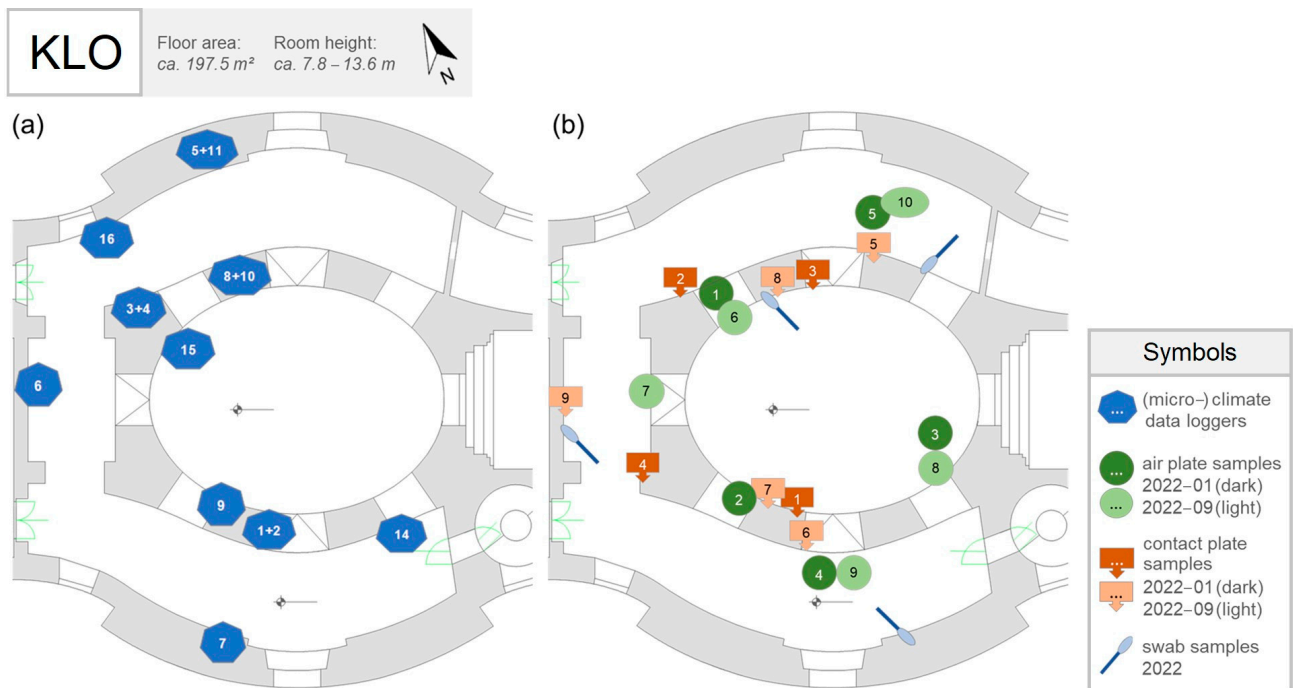 KLO
Floor area:
ca. 197.5 m²
Room height:
ca. 7.8 – 13.6 m
N
(a)
5+11
16
8+10
3+4
15
6
9
1+2
14
7
(b)
10
5
5
2
3
8
1
6
7
9
3
8
4
7
1
2
6
4
9
Symbols
... (micro-) climate
data loggers
... air plate samples
2022–01 (dark)
... 2022–09 (light)
contact plate
... samples
2022–01 (dark)
... 2022–09 (light)
swab samples
2022